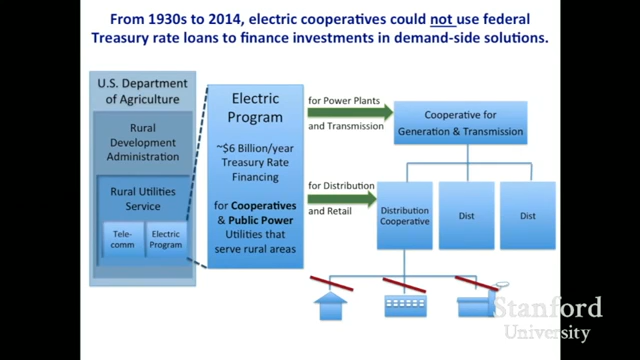 From 1930s to 2014, electric cooperatives could not use federal
Treasury rate loans to finance investments in demand-side solutions.
U.S. Department
of Agriculture
Rural
Development
Administration
Rural Utilities
Service
Tele-
comm
Electric
Program
Electric
Program
~$6 Billion/year
Treasury Rate
Financing
for Cooperatives
& Public Power
Utilities that
serve rural areas
for Power Plants
and Transmission
for Distribution
and Retail
Cooperative for
Generation & Transmission
Distribution
Cooperative
Dist
Dist
Stanford
University